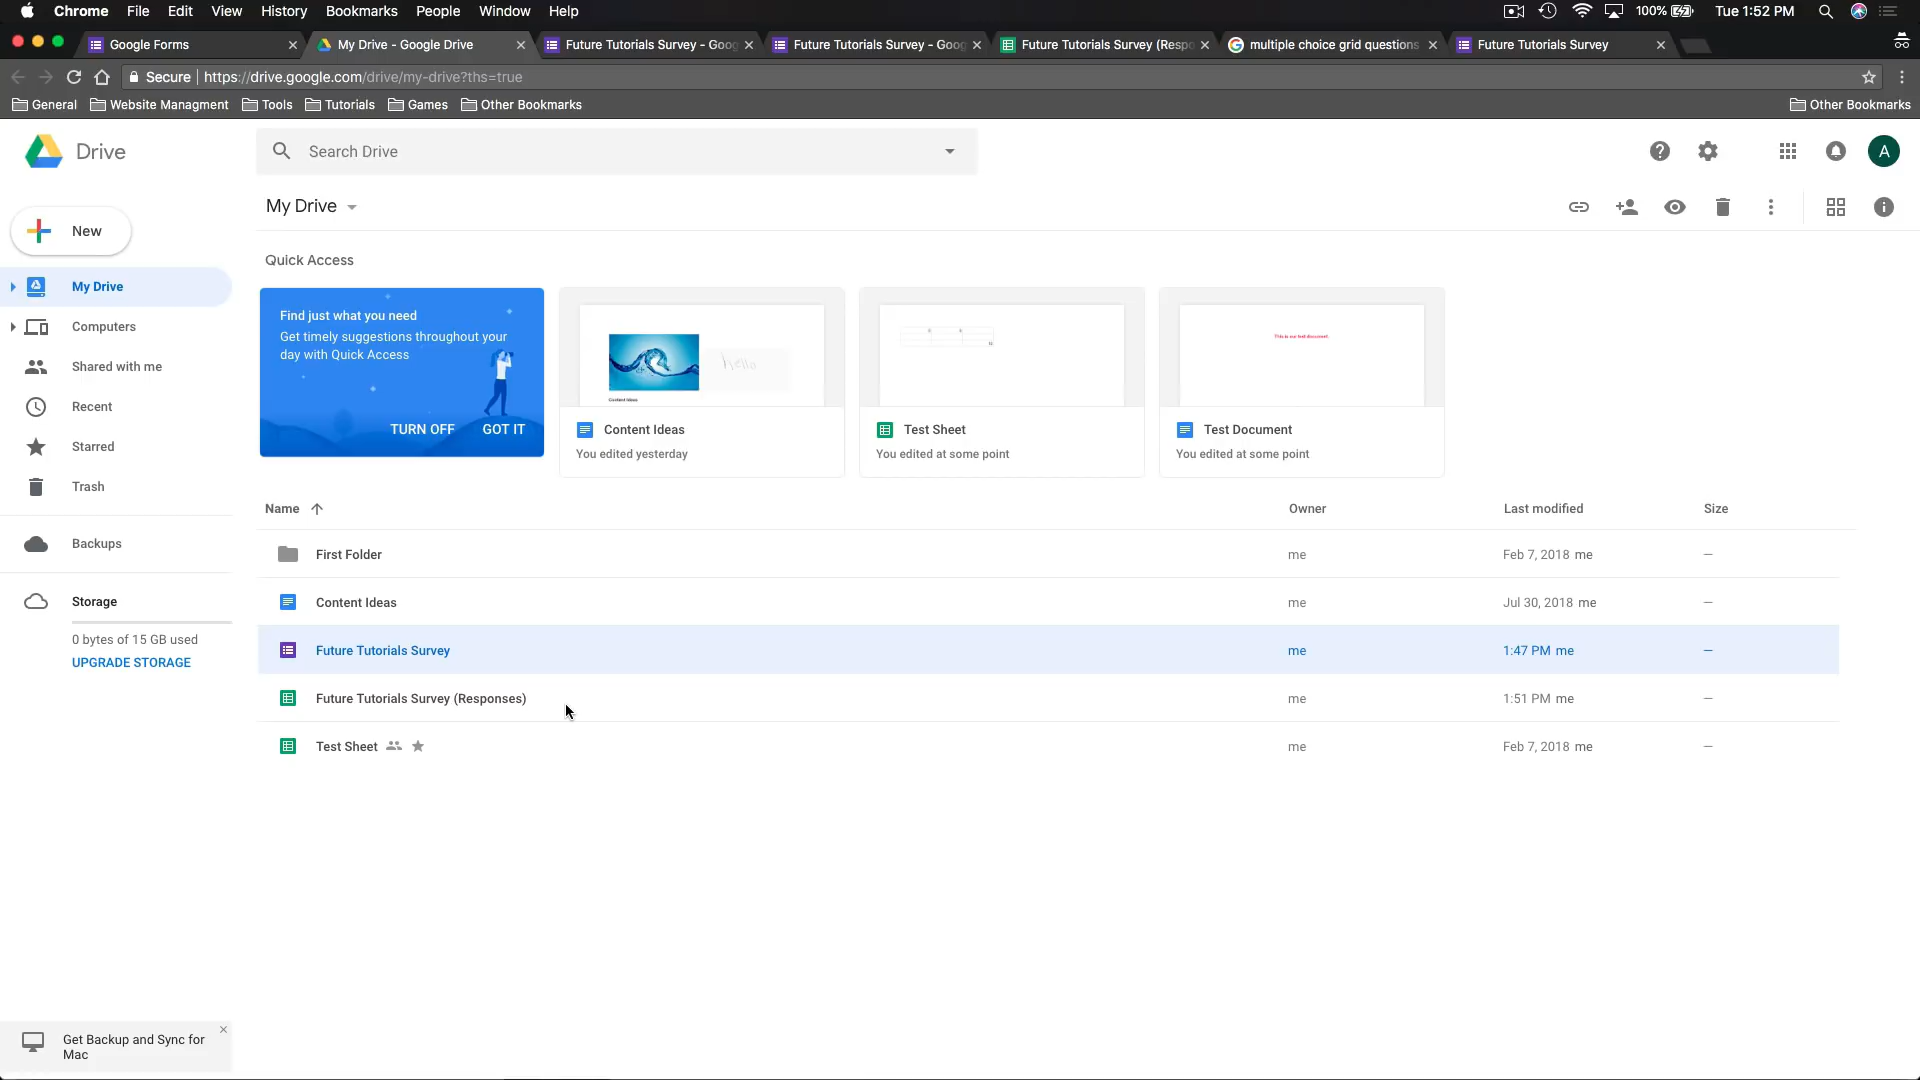 Chrome File Edit View History Bookmarks People Window Help 100% Tue 1:52 PM
Google Forms My Drive - Google Drive Future Tutorials Survey - Goog Future Tutorials Survey - Goog Future Tutorials Survey (Respo multiple choice grid questions Future Tutorials Survey
Secure https://drive.google.com/drive/my-drive?ths=true
General Website Managment Tools Tutorials Games Other Bookmarks Other Bookmarks
Drive Search Drive A
My Drive
New
Quick Access
My Drive
Computers
Shared with me
Recent
Starred
Trash
Backups
Storage
0 bytes of 15 GB used
UPGRADE STORAGE
Find just what you need
Get timely suggestions throughout your
day with Quick Access
TURN OFF GOT IT
hello
Content Ideas
Content Ideas
You edited yesterday
Test Sheet
You edited at some point
This is our test document!
Test Document
You edited at some point
Name Owner Last modified Size
First Folder me Feb 7, 2018 me —
Content Ideas me Jul 30, 2018 me —
Future Tutorials Survey me 1:47 PM me —
Future Tutorials Survey (Responses) me 1:51 PM me —
Test Sheet me Feb 7, 2018 me —
Get Backup and Sync for
Mac